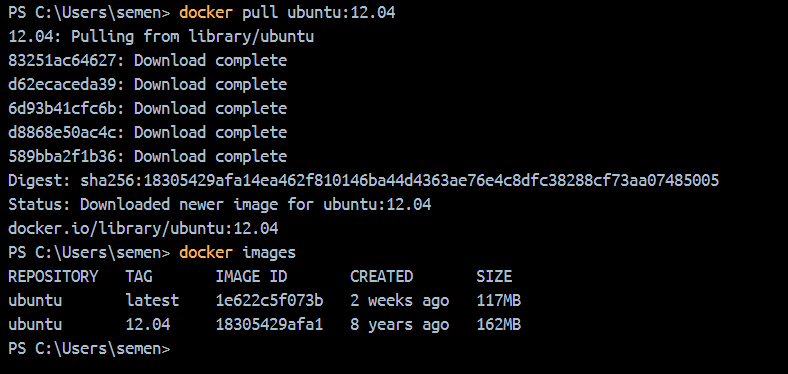 PS C:\Users\semen> docker pull ubuntu:12.04
12.04: Pulling from library/ubuntu
83251ac64627: Download complete
d62ecaceda39: Download complete
6d93b41cfc6b: Download complete
d8868e50ac4c: Download complete
589bba2f1b36: Download complete
Digest: sha256:18305429afa14ea462f810146ba44d4363ae76e4c8dfc38288cf73aa07485005
Status: Downloaded newer image for ubuntu:12.04
docker.io/library/ubuntu:12.04
PS C:\Users\semen> docker images
REPOSITORY   TAG       IMAGE ID       CREATED       SIZE
ubuntu       latest    1e622c5f073b   2 weeks ago   117MB
ubuntu       12.04     18305429afa1   8 years ago   162MB
PS C:\Users\semen>